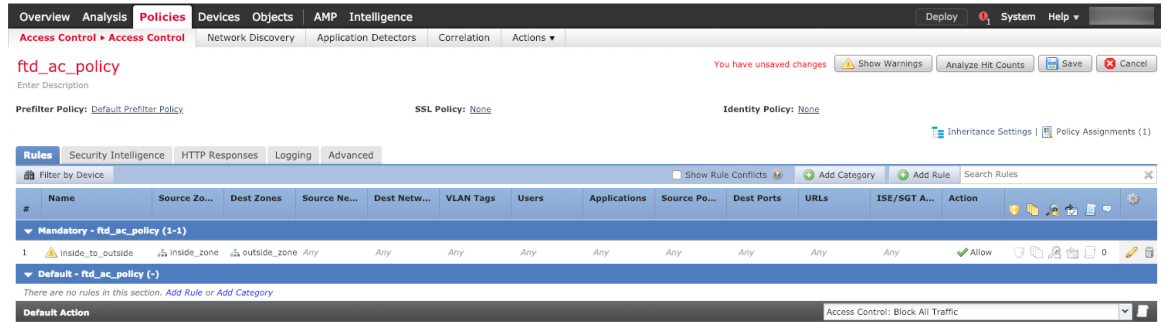 Overview Analysis Policies Devices Objects AMP Intelligence Deploy 1 System Help
Access Control ▸ Access Control Network Discovery Application Detectors Correlation Actions
ftd_ac_policy
You have unsaved changes Show Warnings Analyze Hit Counts Save Cancel
Enter Description
Prefilter Policy: Default Prefilter Policy SSL Policy: None Identity Policy: None
Inheritance Settings | Policy Assignments (1)
Rules Security Intelligence HTTP Responses Logging Advanced
Filter by Device Show Rule Conflicts Add Category Add Rule Search Rules
# Name Source Zo... Dest Zones Source Ne... Dest Netw... VLAN Tags Users Applications Source Po... Dest Ports URLs ISE/SGT A... Action
Mandatory - ftd_ac_policy (1-1)
1 inside_to_outside inside_zone outside_zone Any Any Any Any Any Any Any Any Any Allow 0
Default - ftd_ac_policy (-)
There are no rules in this section. Add Rule or Add Category
Default Action Access Control: Block All Traffic